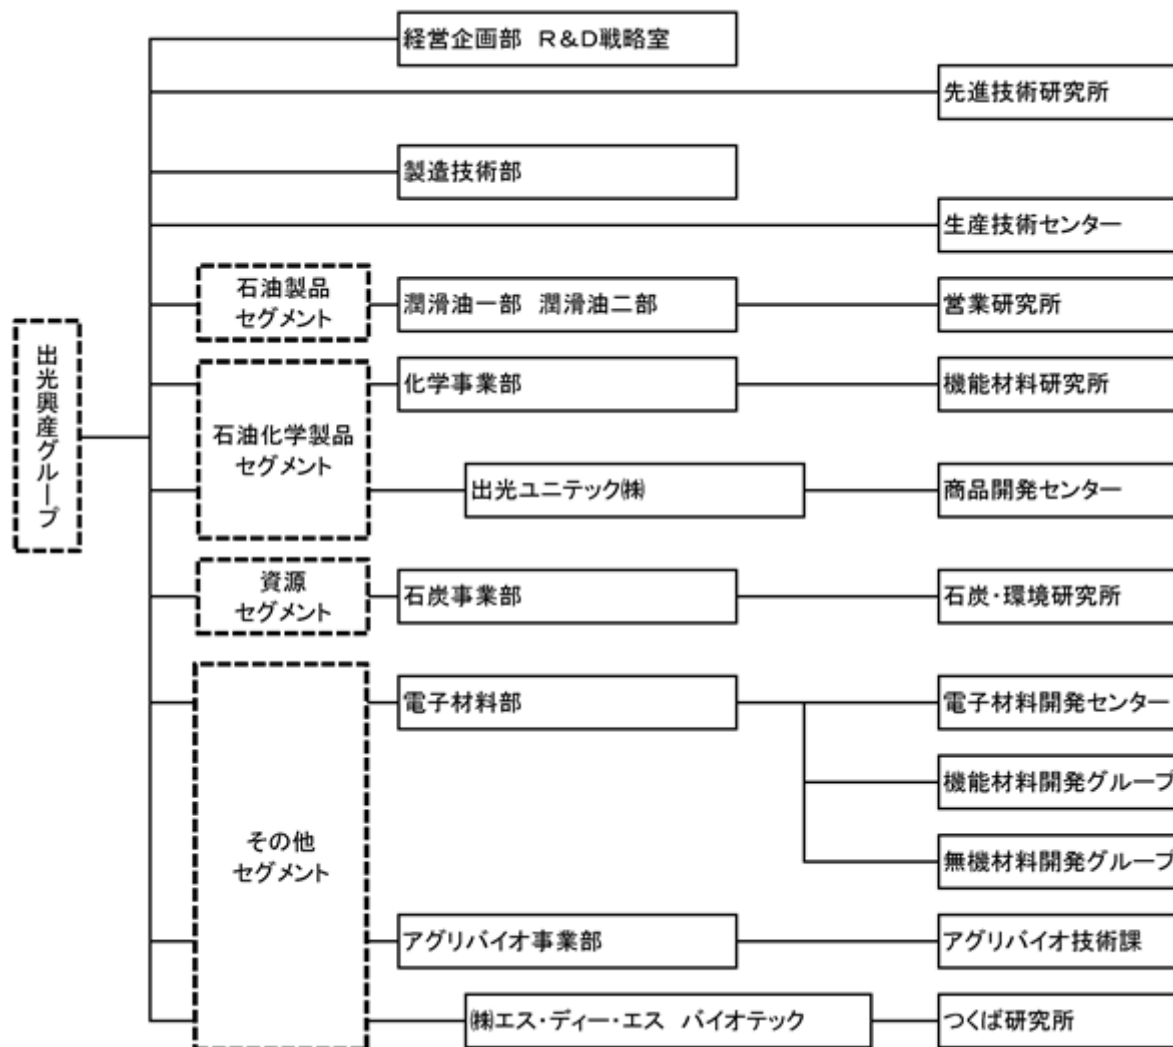 経営企画部 R&D戦略室
先進技術研究所
製造技術部
生産技術センター
出光興産グループ
石油製品
セグメント
潤滑油一部 潤滑油二部
営業研究所
石油化学製品
セグメント
化学事業部
機能材料研究所
出光ユニテック㈱
商品開発センター
資源
セグメント
石炭事業部
石炭・環境研究所
その他
セグメント
電子材料部
電子材料開発センター
機能材料開発グループ
無機材料開発グループ
アグリバイオ事業部
アグリバイオ技術課
㈱エス・ディー・エス バイオテック
つくば研究所